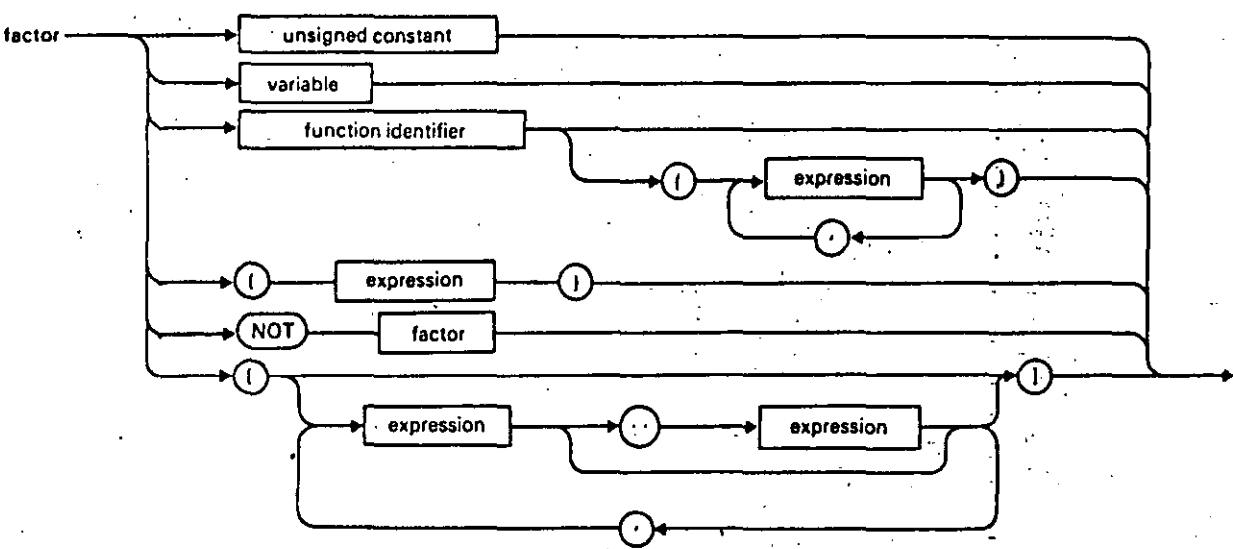 factor
unsigned constant
variable
function identifier
( expression )
,
( expression )
NOT factor
[ ]
expression .. expression
,